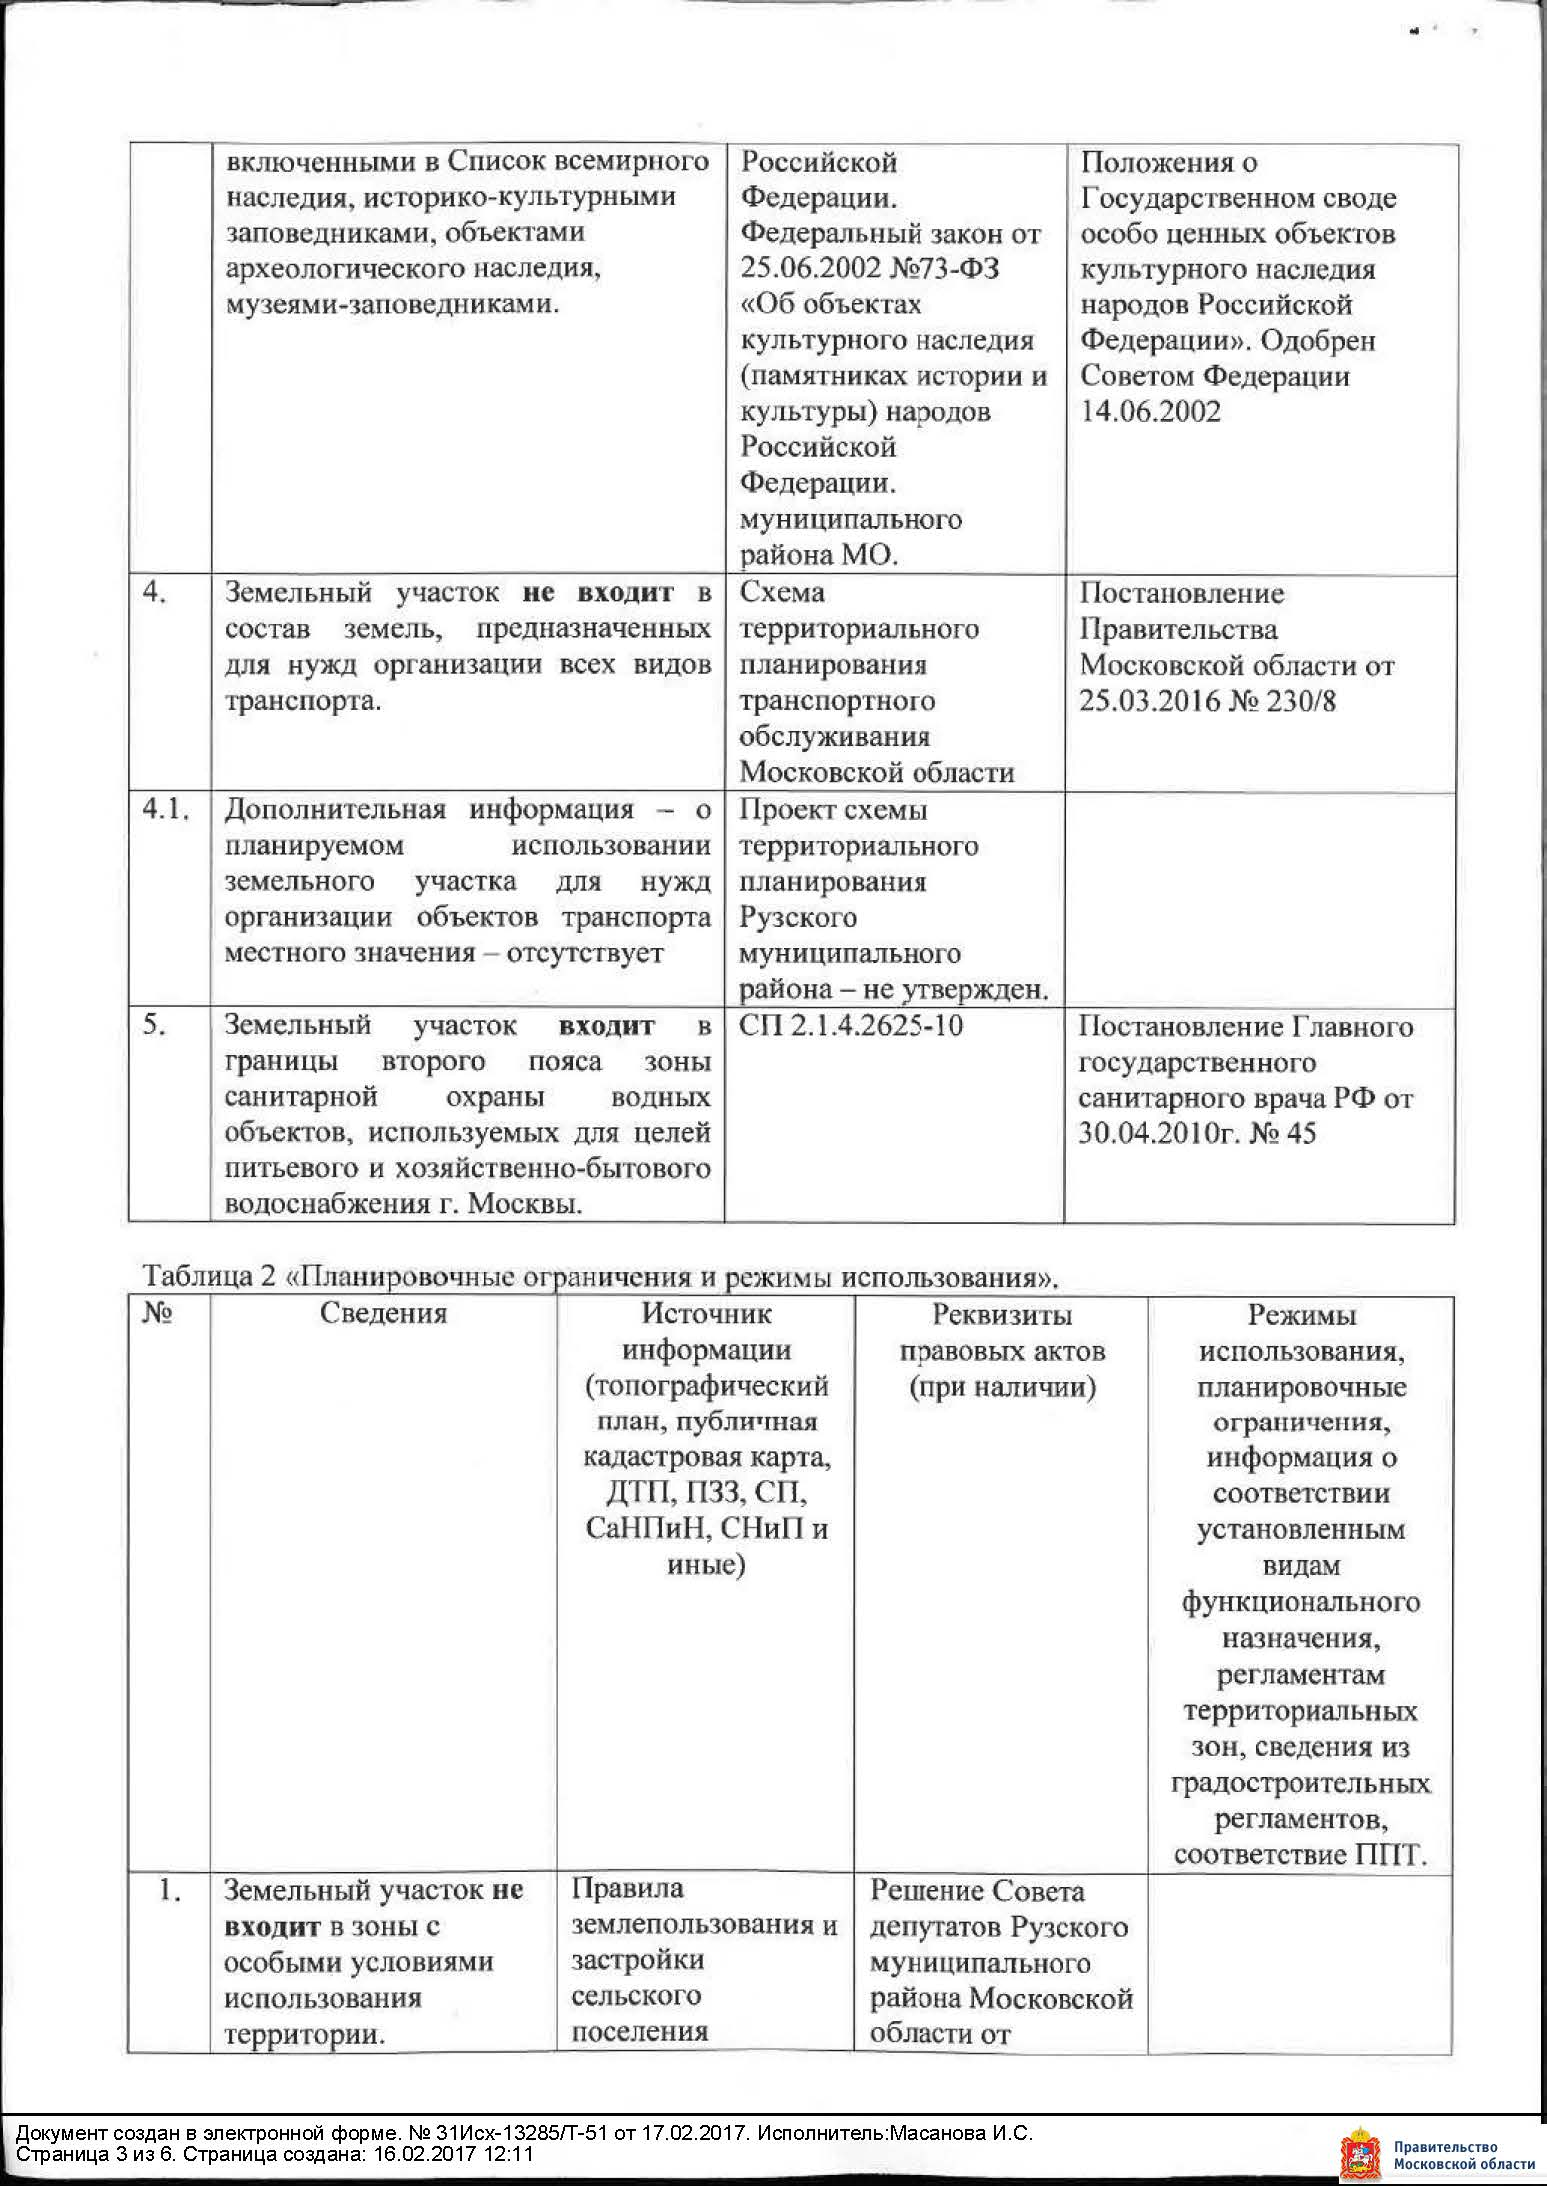 включенными в Список всемирного
наследия, историко-культурными
заповедниками, объектами
археологического наследия,
музеями-заповедниками.
Российской
Федерации.
Федеральный закон от
25.06.2002 №73-ФЗ
«Об объектах
культурного наследия
(памятниках истории и
культуры) народов
Российской
Федерации.
муниципального
района МО.
Положения о
Государственном своде
особо ценных объектов
культурного наследия
народов Российской
Федерации». Одобрен
Советом Федерации
14.06.2002
4.
Земельный участок не входит в
состав земель, предназначенных
для нужд организации всех видов
транспорта.
Схема
территориального
планирования
транспортного
обслуживания
Московской области
Постановление
Правительства
Московской области от
25.03.2016 № 230/8
4.1.
Дополнительная информация – о
планируемом использовании
земельного участка для нужд
организации объектов транспорта
местного значения – отсутствует
Проект схемы
территориального
планирования
Рузского
муниципального
района – не утвержден.
5.
Земельный участок входит в
границы второго пояса зоны
санитарной охраны водных
объектов, используемых для целей
питьевого и хозяйственно-бытового
водоснабжения г. Москвы.
СП 2.1.4.2625-10
Постановление Главного
государственного
санитарного врача РФ от
30.04.2010г. № 45
Таблица 2 «Планировочные ограничения и режимы использования».
№
Сведения
Источник
информации
(топографический
план, публичная
кадастровая карта,
ДТП, ПЗЗ, СП,
СаНПиН, СНиП и
иные)
Реквизиты
правовых актов
(при наличии)
Режимы
использования,
планировочные
ограничения,
информация о
соответствии
установленным
видам
функционального
назначения,
регламентам
территориальных
зон, сведения из
градостроительных
регламентов,
соответствие ППТ.
1.
Земельный участок не
входит в зоны с
особыми условиями
использования
территории.
Правила
землепользования и
застройки
сельского
поселения
Решение Совета
депутатов Рузского
муниципального
района Московской
области от
Документ создан в электронной форме. № 31Исх-13285/Т-51 от 17.02.2017. Исполнитель:Масанова И.С.
Страница 3 из 6. Страница создана: 16.02.2017 12:11
Правительство
Московской области